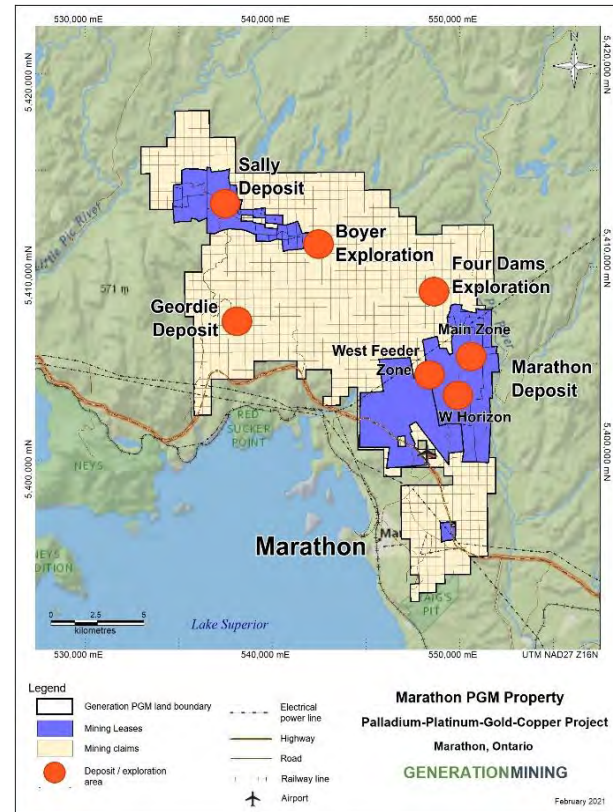 530,000 mE
540,000 mE
550,000 mE
5,420,000 mN
5,420,000 mN
N
Sally
Deposit
Boyer
Exploration
Four Dams
Exploration
571 m
5,410,000 mN
5,410,000 mN
Geordie
Deposit
Main Zone
West Feeder
Zone
Marathon
Deposit
W Horizon
RED
SUCKER
POINT
NEYS
5,400,000 mN
5,400,000 mN
Marathon
PIT
Lake Superior
0 2.5 5
kilometres
530,000 mE
540,000 mE
550,000 mE
UTM NAD27 Z16N
Legend
Generation PGM land boundary
Mining Leases
Mining claims
Deposit / exploration
area
Electrical
power line
Highway
Road
Railway line
Airport
Marathon PGM Property
Palladium-Platinum-Gold-Copper Project
Marathon, Ontario
GENERATIONMINING
February 2021